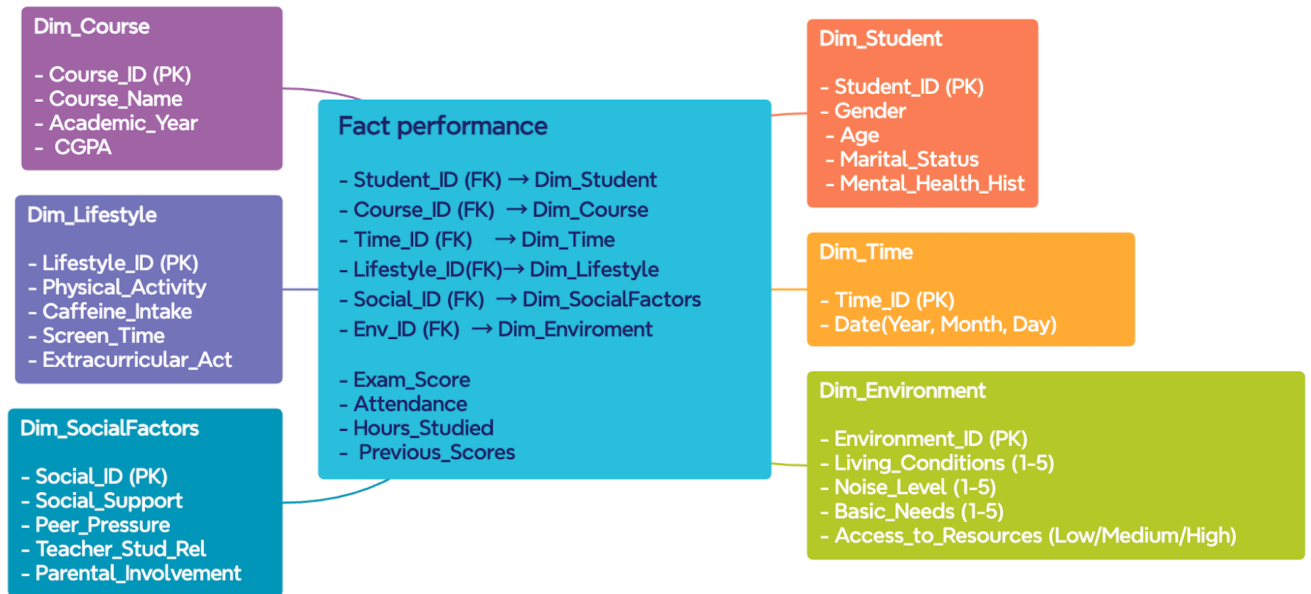 Dim_Course
- Course_ID (PK)
- Course_Name
- Academic_Year
- CGPA
Dim_Lifestyle
- Lifestyle_ID (PK)
- Physical_Activity
- Caffeine_Intake
- Screen_Time
- Extracurricular_Act
Dim_SocialFactors
- Social_ID (PK)
- Social_Support
- Peer_Pressure
- Teacher_Stud_Rel
- Parental_Involvement
Fact performance
- Student_ID (FK) → Dim_Student
- Course_ID (FK) → Dim_Course
- Time_ID (FK) → Dim_Time
- Lifestyle_ID(FK)→ Dim_Lifestyle
- Social_ID (FK) → Dim_SocialFactors
- Env_ID (FK) → Dim_Enviroment
- Exam_Score
- Attendance
- Hours_Studied
- Previous_Scores
Dim_Student
- Student_ID (PK)
- Gender
- Age
- Marital_Status
- Mental_Health_Hist
Dim_Time
- Time_ID (PK)
- Date(Year, Month, Day)
Dim_Environment
- Environment_ID (PK)
- Living_Conditions (1-5)
- Noise_Level (1-5)
- Basic_Needs (1-5)
- Access_to_Resources (Low/Medium/High)